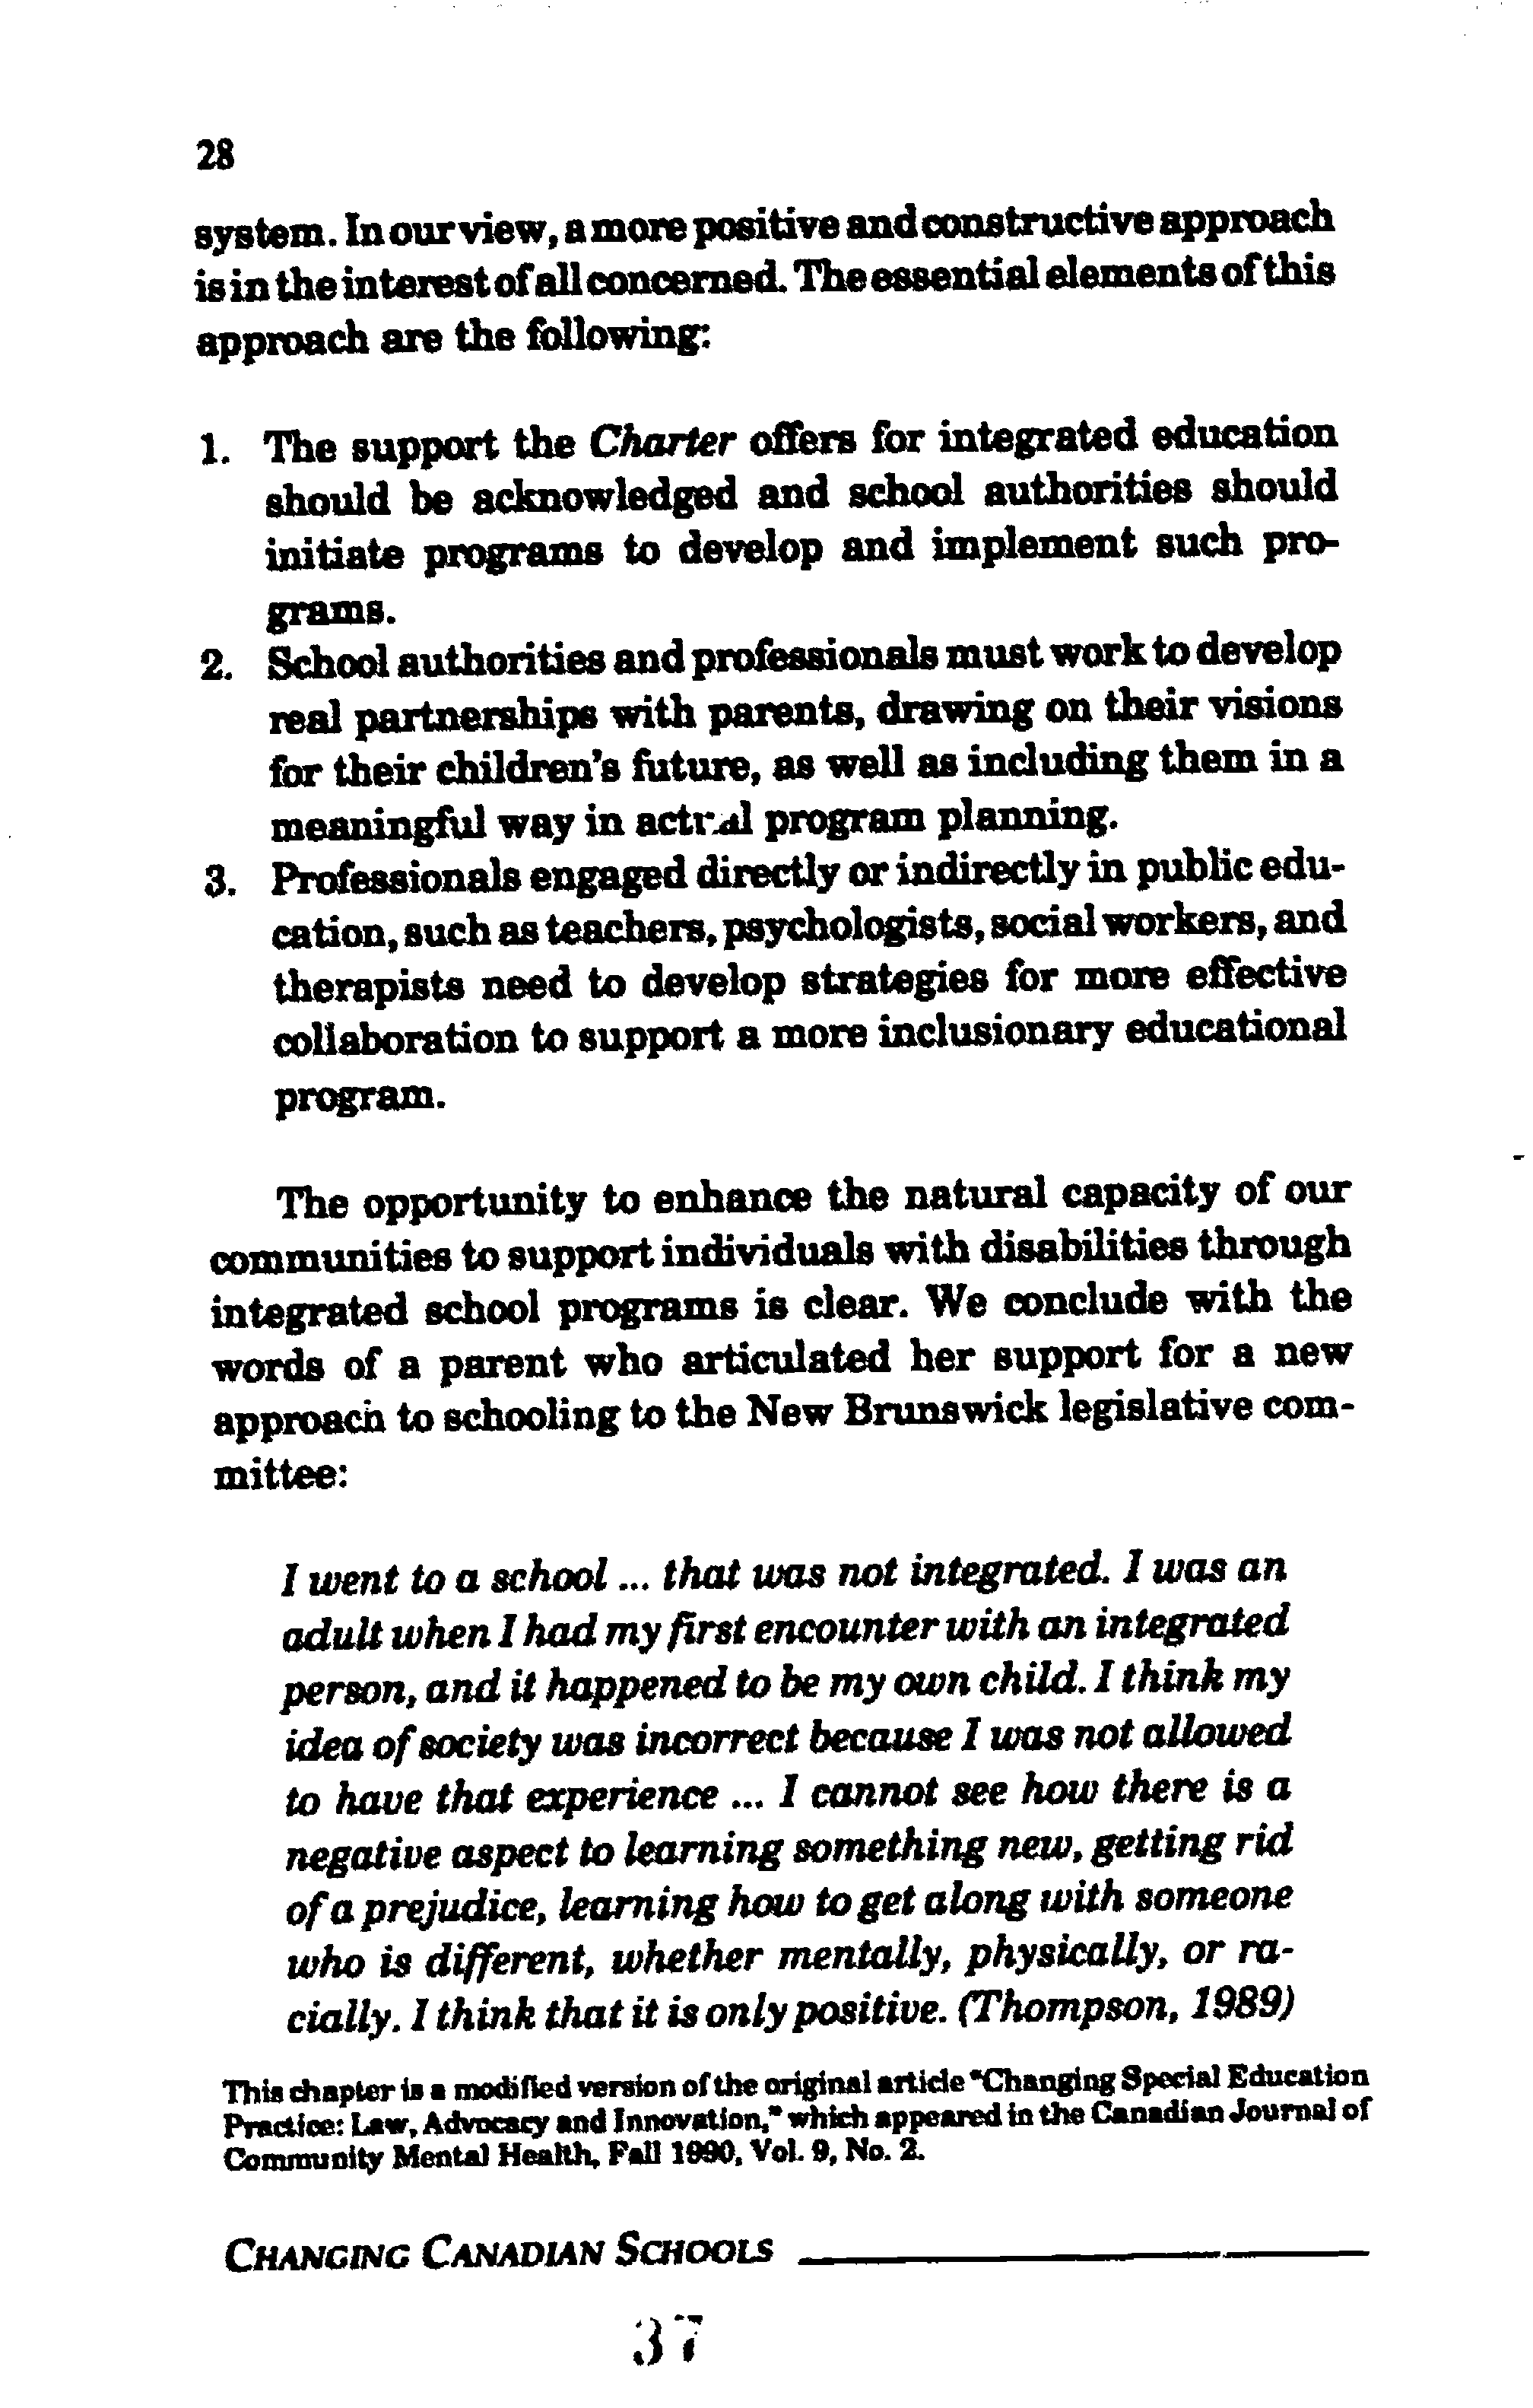 28
system. In our view, a more positive and constructive approach
is in the interest of all concerned. The essential elements of this
approach are the following:
1. The support the Charter offers for integrated education
should be acknowledged and school authorities should
initiate programs to develop and implement such pro-
grams.
2. School authorities and professionals must work to develop
real partnerships with parents, drawing on their visions
for their children's future, as well as including them in a
meaningful way in actual program planning.
3. Professionals engaged directly or indirectly in public edu-
cation, such as teachers, psychologists, social workers, and
therapists need to develop strategies for more effective
collaboration to support a more inclusionary educational
program.
The opportunity to enhance the natural capacity of our
communities to support individuals with disabilities through
integrated school programs is clear. We conclude with the
words of a parent who articulated her support for a new
approach to schooling to the New Brunswick legislative com-
mittee:
I went to a school ... that was not integrated. I was an
adult when I had my first encounter with an integrated
person, and it happened to be my own child. I think my
idea of society was incorrect because I was not allowed
to have that experience ... I cannot see how there is a
negative aspect to learning something new, getting rid
of a prejudice, learning how to get along with someone
who is different, whether mentally, physically, or ra-
cially. I think that it is only positive. (Thompson, 1989)
This chapter is a modified version of the original article "Changing Special Education
Practice: Law, Advocacy and Innovation," which appeared in the Canadian Journal of
Community Mental Health, Fall 1990, Vol. 9, No. 2.
CHANGING CANADIAN SCHOOLS
37